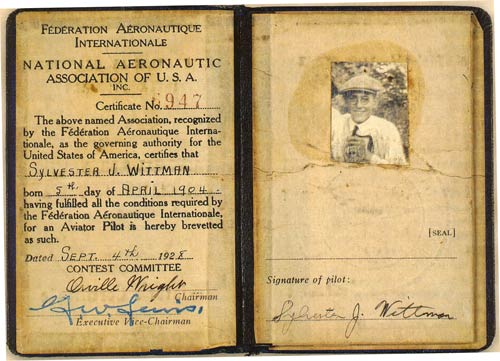 FÉDÉRATION AÉRONAUTIQUE
INTERNATIONALE
NATIONAL AERONAUTIC
ASSOCIATION OF U.S.A.
INC.
Certificate No. 6947
The above named Association, recognized
by the Fédération Aéronautique Interna-
tionale, as the governing authority for the
United States of America, certifies that
SYLVESTER J. WITTMAN
born 5th day of APRIL 1904
having fulfilled all the conditions required by
the Fédération Aéronautique Internationale,
for an Aviator Pilot is hereby brevetted
as such.
Dated SEPT. 4th 1928
CONTEST COMMITTEE
Orville Wright
Chairman
Executive Vice-Chairman
[SEAL]
Signature of pilot:
Sylvester J. Wittman